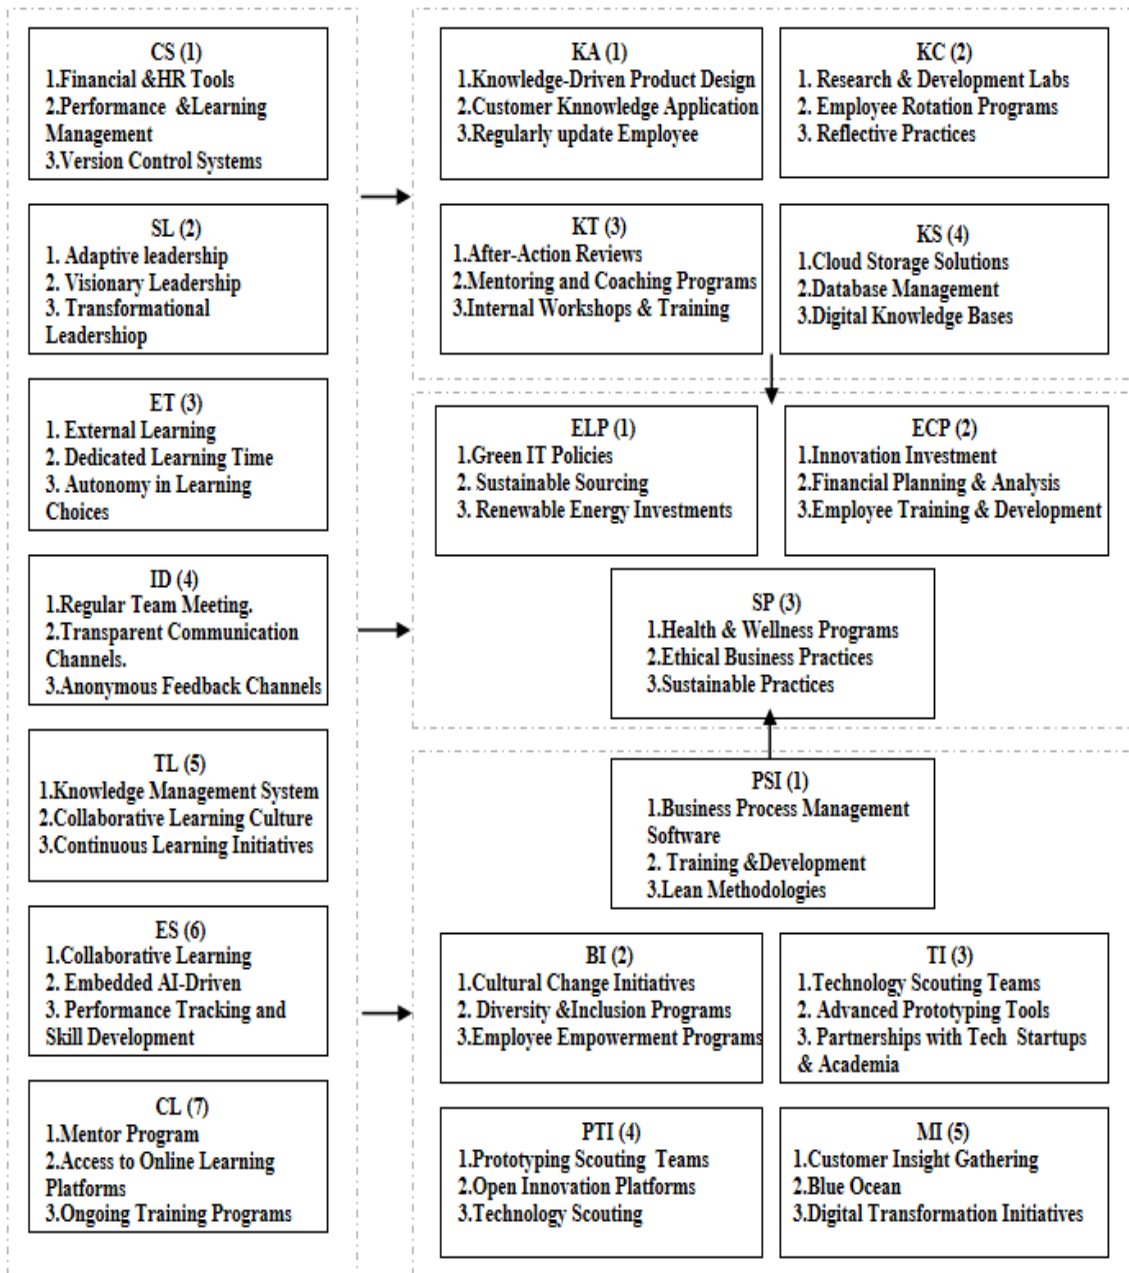 CS (1)
1.Financial &HR Tools
2.Performance &Learning
Management
3.Version Control Systems
SL (2)
1. Adaptive leadership
2. Visionary Leadership
3. Transformational
Leadershiop
ET (3)
1. External Learning
2. Dedicated Learning Time
3. Autonomy in Learning
Choices
ID (4)
1.Regular Team Meeting.
2.Transparent Communication
Channels.
3.Anonymous Feedback Channels
TL (5)
1.Knowledge Management System
2.Collaborative Learning Culture
3.Continuous Learning Initiatives
ES (6)
1.Collaborative Learning
2. Embedded AI-Driven
3. Performance Tracking and
Skill Development
CL (7)
1.Mentor Program
2.Access to Online Learning
Platforms
3.Ongoing Training Programs
KA (1)
1.Knowledge-Driven Product Design
2.Customer Knnowledge Application
3.Regularly update Employee
KC (2)
1. Research & Development Labs
2. Employee Rotation Programs
3. Reflective Practices
KT (3)
1.After-Action Reviews
2.Mentoring and Coaching Programs
3.Internal Workshops & Training
KS (4)
1.Cloud Storage Solutions
2.Database Management
3.Digital Knowledge Bases
ELP (1)
1.Green IT Policies
2. Sustainable Sourcing
3. Renewable Energy Investments
ECP (2)
1.Innovation Investment
2.Financial Planning & Analysis
3.Employee Training & Development
SP (3)
1.Health & Wellness Programs
2.Ethical Business Practices
3.Sustainable Practices
PSI (1)
1.Business Process Management
Software
2. Training &Development
3.Lean Methodologies
BI (2)
1.Cultural Change Initiatives
2. Diversity &Inclusion Programs
3.Employee Empowerment Programs
TI (3)
1.Technology Scouting Teams
2. Advanced Prototyping Tools
3. Partnerships with Tech Startups
& Academia
PTI (4)
1.Prototyping Scouting Teams
2.Open Innovation Platforms
3.Technology Scouting
MI (5)
1.Customer Insight Gathering
2.Blue Ocean
3.Digital Transformation Initiatives